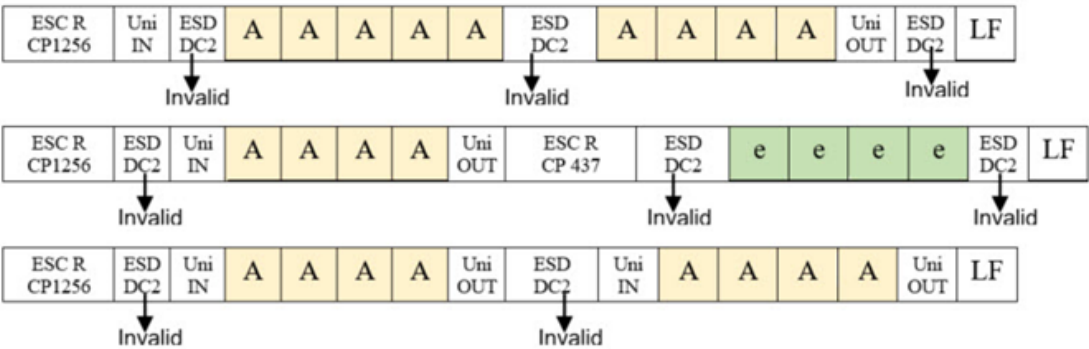 ESC R CP1256 Uni IN ESD DC2 A A A A A ESD DC2 A A A A Uni OUT ESD DC2 LF
Invalid Invalid Invalid
ESC R CP1256 ESD DC2 Uni IN A A A A Uni OUT ESC R CP 437 ESD DC2 e e e e ESD DC2 LF
Invalid Invalid Invalid
ESC R CP1256 ESD DC2 Uni IN A A A A Uni OUT ESD DC2 Uni IN A A A A Uni OUT LF
Invalid Invalid